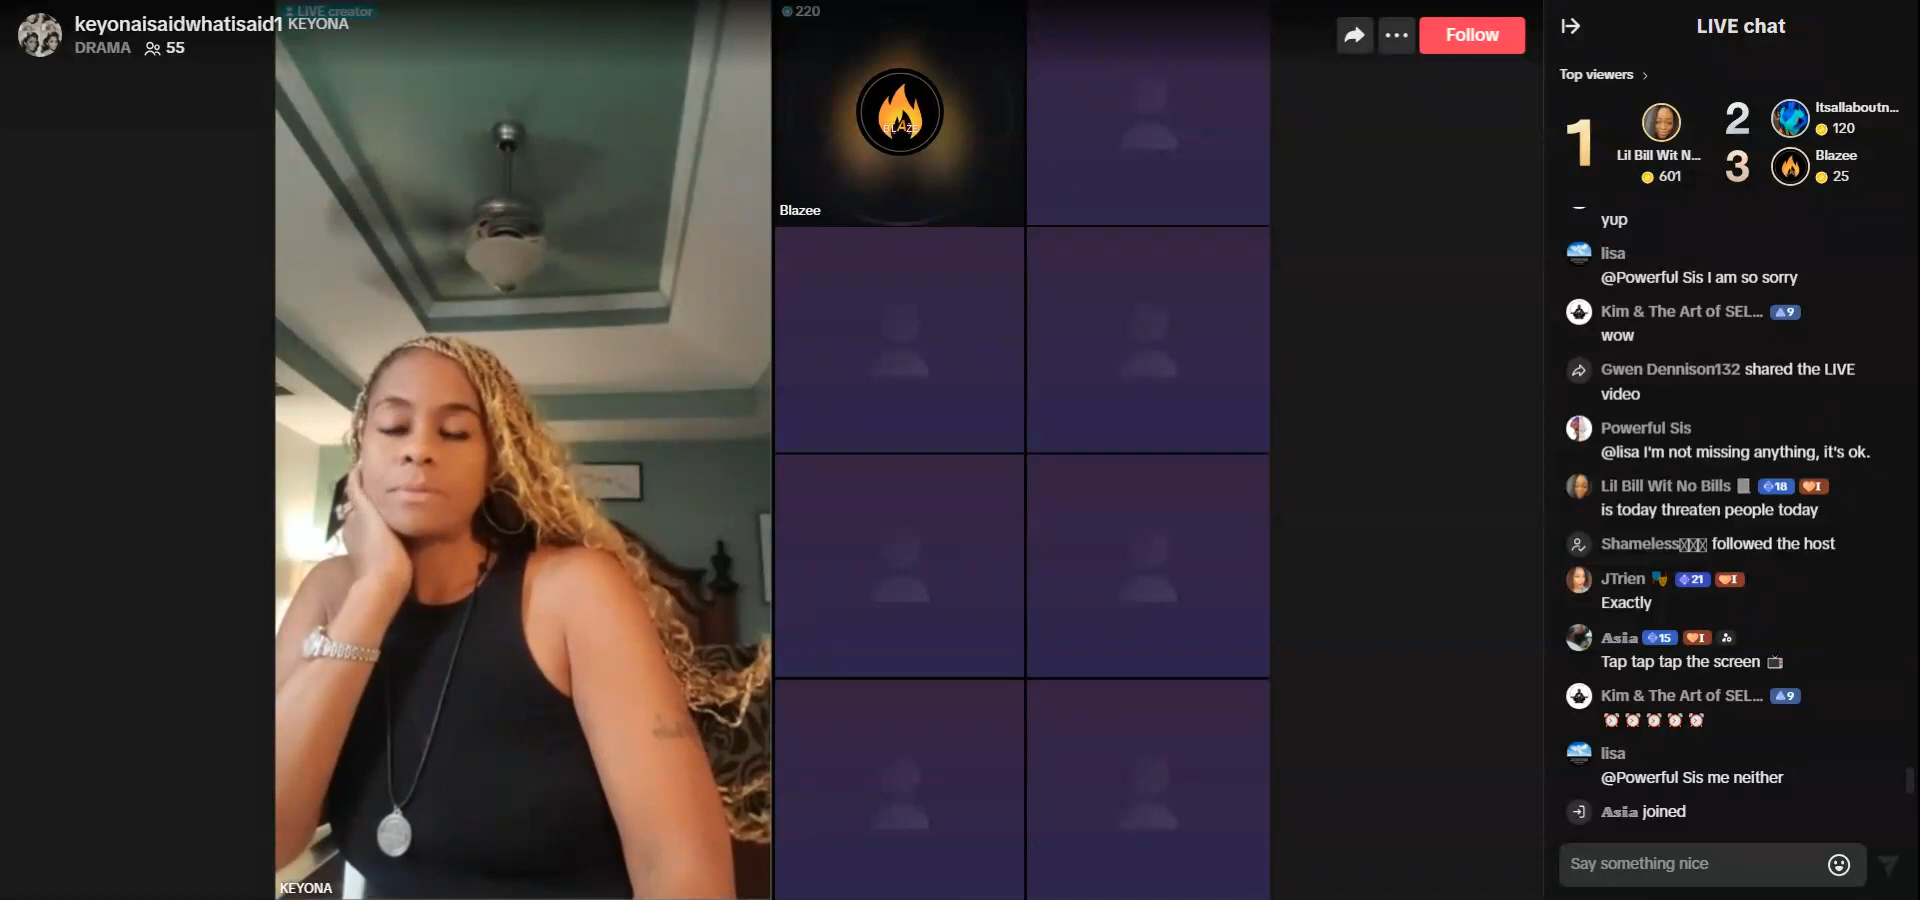 LIVE creator
keyonaisaidwhatisaid1
KEYONA
DRAMA
55
220
Follow
BLAZE
Blazee
KEYONA
LIVE chat
Top viewers
1
Lil Bill Wit N...
601
2
Itsallaboutn...
120
3
Blazee
25
yup
lisa
@Powerful Sis I am so sorry
Kim & The Art of SEL... 9
wow
Gwen Dennison132 shared the LIVE
video
Powerful Sis
@lisa I'm not missing anything, it's ok.
Lil Bill Wit No Bills 18 I
is today threaten people today
Shameless followed the host
JTrien 21 I
Exactly
Asia 15 I
Tap tap tap the screen 📺
Kim & The Art of SEL... 9
⏰⏰⏰⏰⏰
lisa
@Powerful Sis me neither
Asia joined
Say something nice